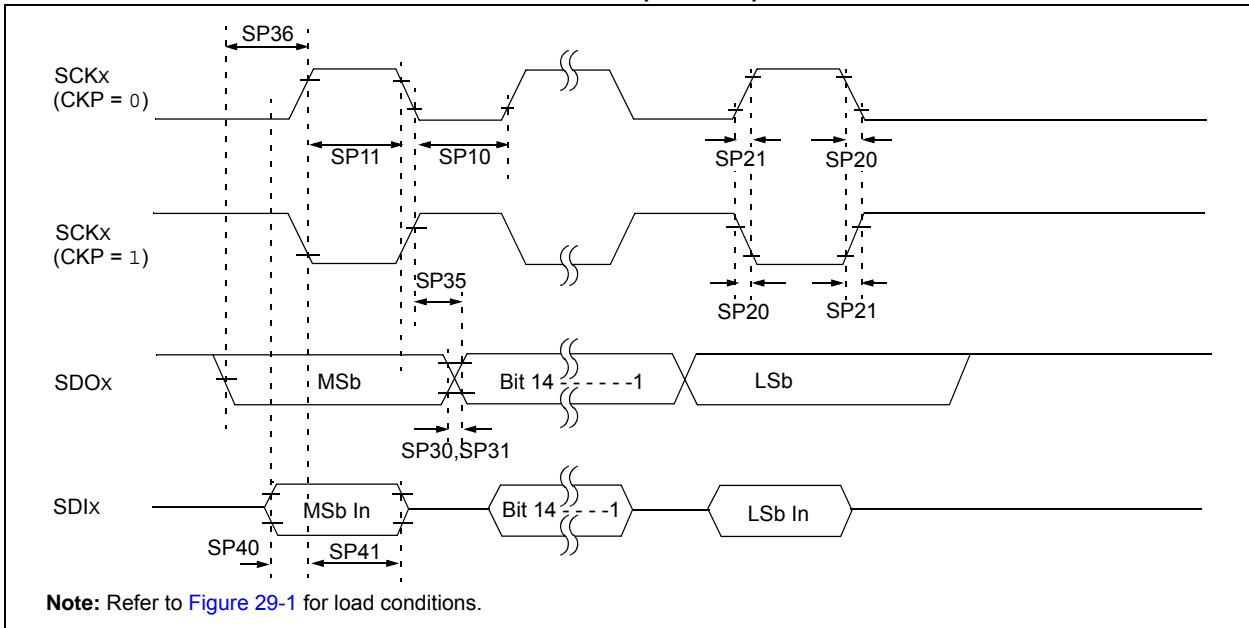 SP36
SCKx
(CKP = 0)
SP11
SP10
SP21
SP20
SCKx
(CKP = 1)
SP35
SP20
SP21
SDOx
MSb
Bit 14 - - - - - -1
LSb
SP30,SP31
SDIx
MSb In
Bit 14 - - - -1
LSb In
SP40
SP41
Note: Refer to Figure 29-1 for load conditions.